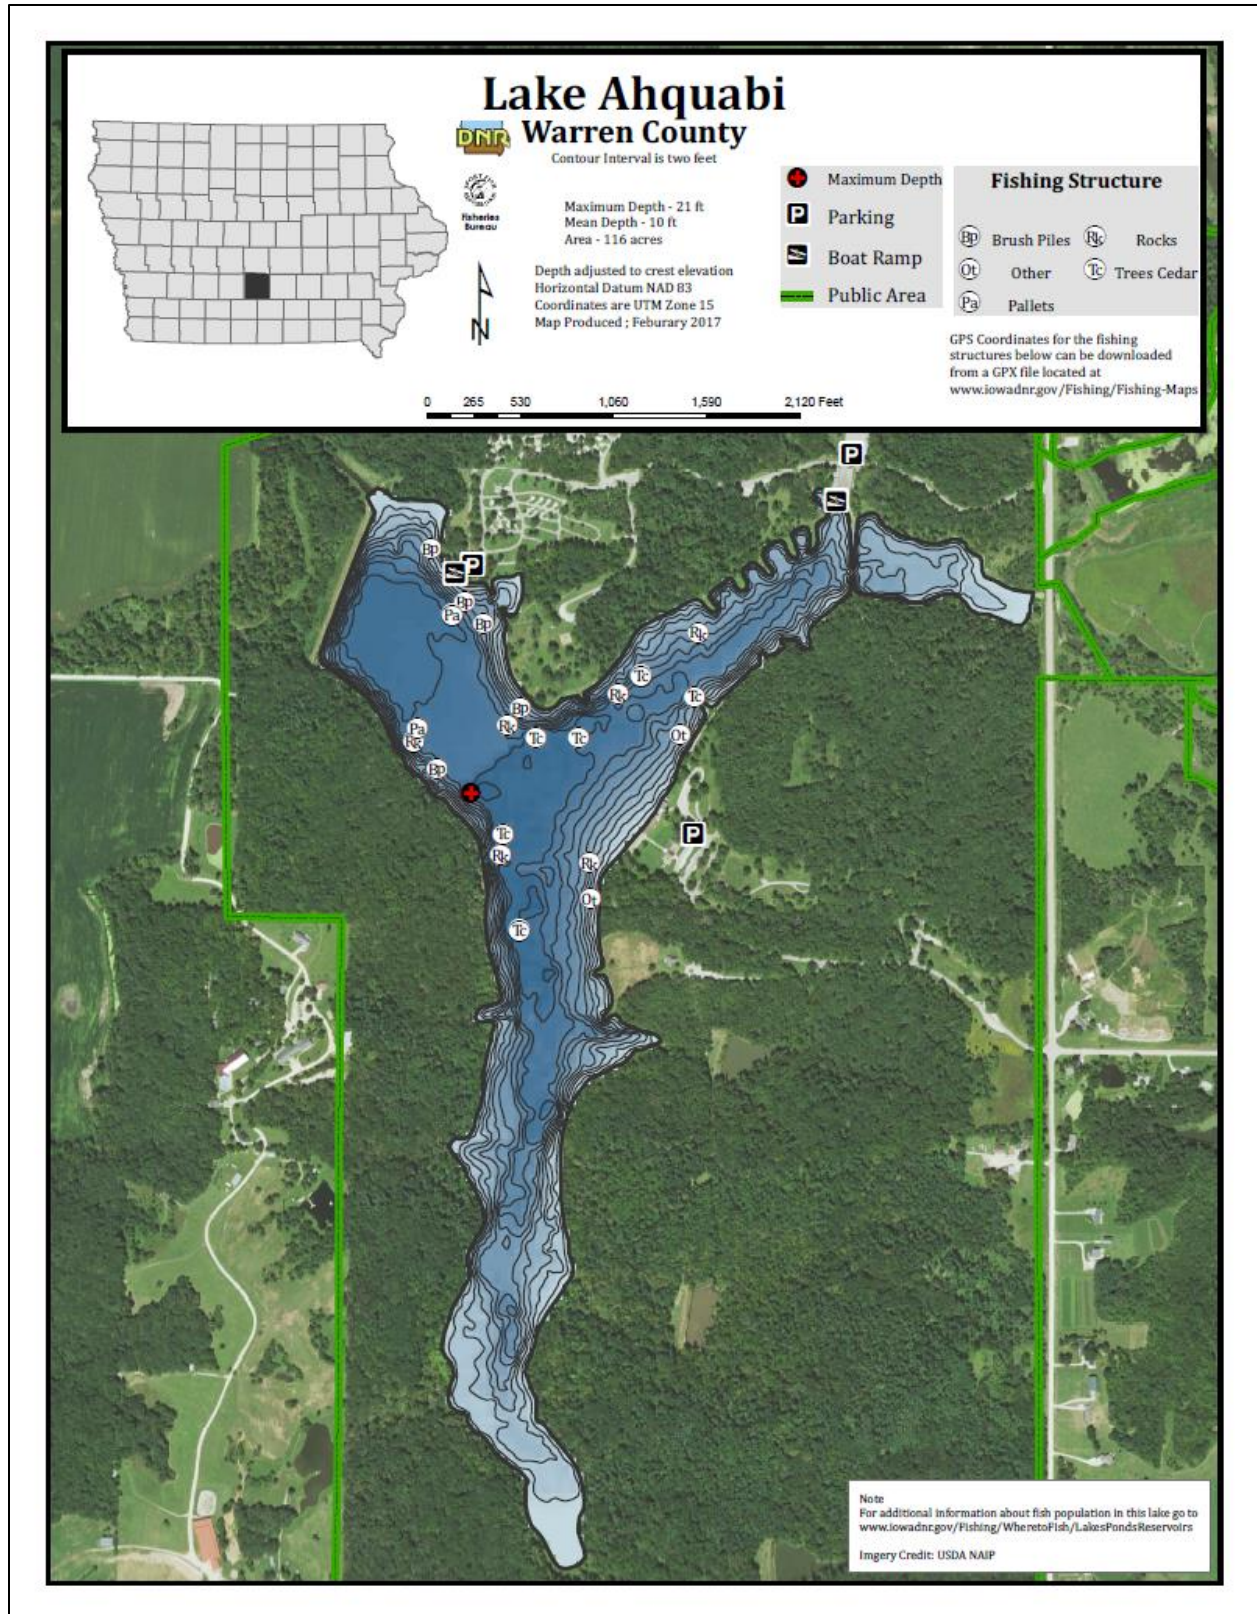 Lake Ahquabi
Warren County
Contour Interval is two feet
DNR
Fisheries
Bureau
Maximum Depth - 21 ft
Mean Depth - 10 ft
Area - 116 acres
Depth adjusted to crest elevation
Horizontal Datum NAD 83
Coordinates are UTM Zone 15
Map Produced ; Feburary 2017
N
0 265 530 1,060 1,590 2,120 Feet
Maximum Depth
P Parking
Boat Ramp
Public Area
Fishing Structure
Bp Brush Piles Rk Rocks
Ot Other Tc Trees Cedar
Pa Pallets
GPS Coordinates for the fishing
structures below can be downloaded
from a GPX file located at
www.iowadnr.gov/Fishing/Fishing-Maps
P
Bp
P
Bp
Pa
Bp
Rk
Tc
Rk
Tc
Bp
Rk
Pa
Tc
Tc
Ot
Rk
Bp
Tc
Rk
P
Rk
Ot
Tc
Note
For additional information about fish population in this lake go to
www.iowadnr.gov/Fishing/WheretoFish/LakesPondsReservoirs
Imgery Credit: USDA NAIP